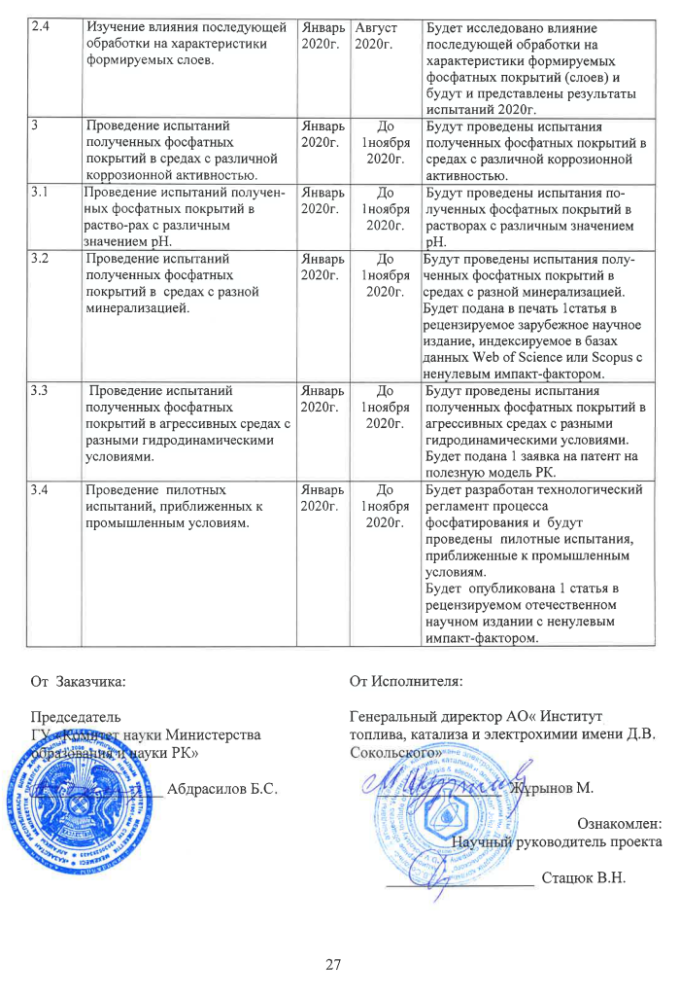 2.4 Изучение влияния последующей Январь Август Будет исследовано влияние
обработки на характеристики 2020г. 2020г. последующей обработки на
формируемых слоев. характеристики формируемых
фосфатных покрытий (слоев) и
будут и представлены результаты
испытаний 2020г.
3 Проведение испытаний Январь До Будут проведены испытания
полученных фосфатных 2020г. 1ноября полученных фосфатных покрытий в
покрытий в средах с различной 2020г. средах с различной коррозионной
коррозионной активностью. активностью.
3.1 Проведение испытаний получен- Январь До Будут проведены испытания по-
ных фосфатных покрытий в 2020г. 1ноября лученных фосфатных покрытий в
раство-рах с различным 2020г. растворах с различным значением
значением рН. рН.
3.2 Проведение испытаний Январь До Будут проведены испытания полу-
полученных фосфатных 2020г. 1ноября ченных фосфатных покрытий в
покрытий в средах с разной 2020г. средах с разной минерализацией.
минерализацией. Будет подана в печать 1статья в
рецензируемое зарубежное научное
издание, индексируемое в базах
данных Web of Science или Scopus с
ненулевым импакт-фактором.
3.3 Проведение испытаний Январь До Будут проведены испытания
полученных фосфатных 2020г. 1ноября полученных фосфатных покрытий в
покрытий в агрессивных средах с 2020г. агрессивных средах с разными
разными гидродинамическими гидродинамическими условиями.
условиями. Будет подана 1 заявка на патент на
полезную модель РК.
3.4 Проведение пилотных Январь До Будет разработан технологический
испытаний, приближенных к 2020г. 1ноября регламент процесса
промышленным условиям. 2020г. фосфатирования и будут
проведены пилотные испытания,
приближенные к промышленным
условиям.
Будет опубликована 1 статья в
рецензируемом отечественном
научном издании с ненулевым
импакт-фактором.
От Заказчика: От Исполнителя:
Председатель Генеральный директор АО« Институт
ГУ «Комитет науки Министерства топлива, катализа и электрохимии имени Д.В.
образования и науки РК» Сокольского»
Абдрасилов Б.С. Жұрынов М.
Ознакомлен:
Научный руководитель проекта
Стацюк В.Н.
27